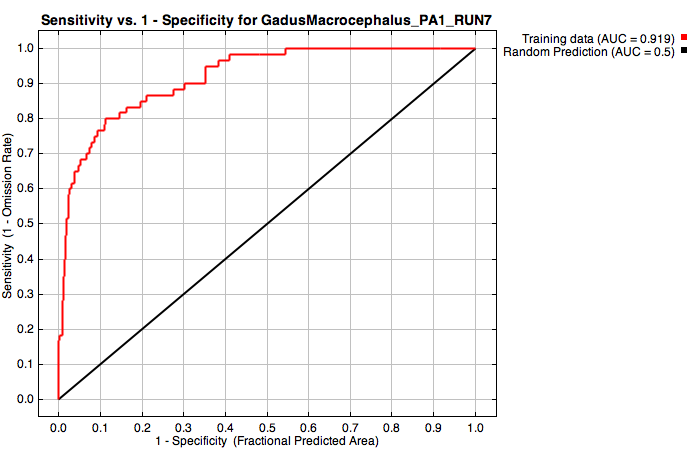 Sensitivity vs. 1 - Specificity for GadusMacrocephalus_PA1_RUN7
Training data (AUC = 0.919)
Random Prediction (AUC = 0.5)
Sensitivity (1 - Omission Rate)
1.0
0.9
0.8
0.7
0.6
0.5
0.4
0.3
0.2
0.1
0.0
0.0 0.1 0.2 0.3 0.4 0.5 0.6 0.7 0.8 0.9 1.0
1 - Specificity (Fractional Predicted Area)